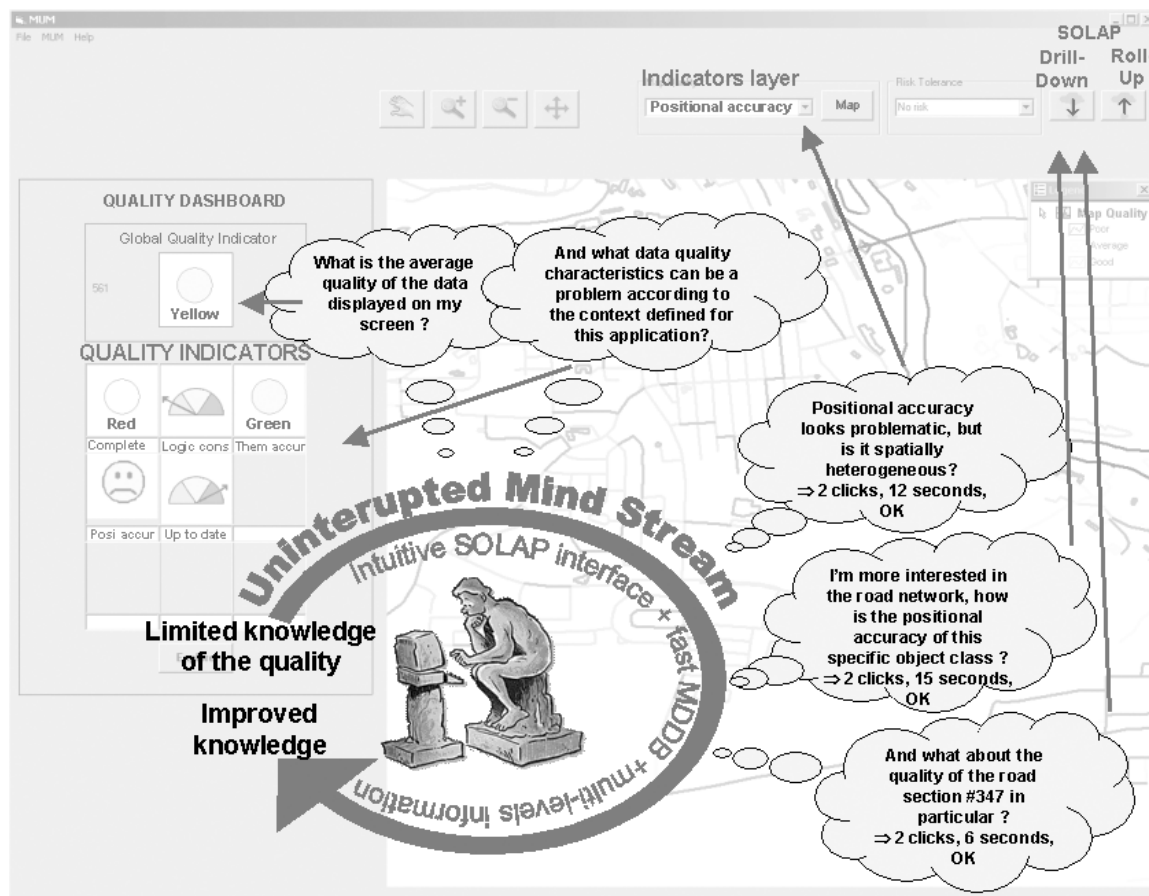 MUM
File MUM Help
SOLAP
Drill-
Down
Roll
Up
Indicators layer
Positional accuracy
Map
Risk Tolerance
No risk
QUALITY DASHBOARD
Global Quality Indicator
561
Yellow
QUALITY INDICATORS
Red
Green
Complete
Logic cons
Them accur
Posi accur
Up to date
Map Quality
Poor
Average
Good
What is the average
quality of the data
displayed on my
screen ?
And what data quality
characteristics can be a
problem according to
the context defined for
this application?
Positional accuracy
looks problematic, but
is it spatially
heterogeneous?
⇒ 2 clicks, 12 seconds,
OK
I'm more interested in
the road network, how
is the positional
accuracy of this
specific object class ?
⇒ 2 clicks, 15 seconds,
OK
And what about the
quality of the road
section #347 in
particular ?
⇒ 2 clicks, 6 seconds,
OK
Uninterupted Mind Stream
Intuitive SOLAP interface + fast MDDB +multi-levels information
Limited knowledge
of the quality
Improved
knowledge